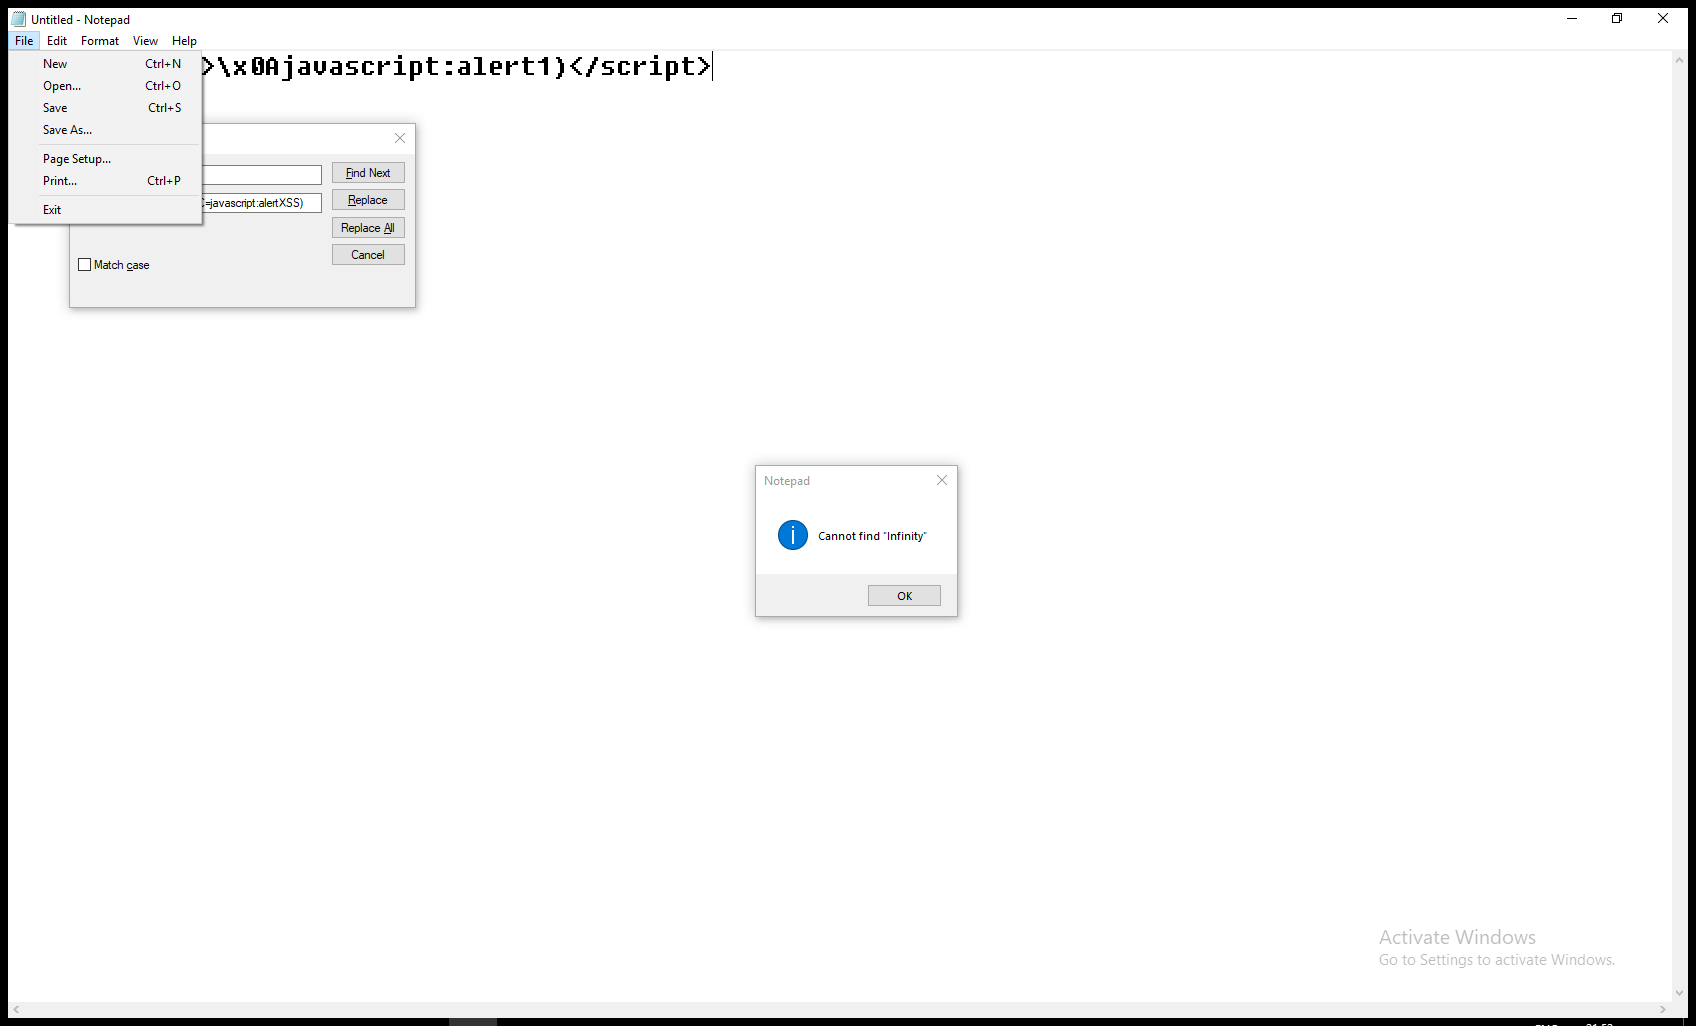 Untitled - Notepad
File Edit Format View Help
>\x0Ajavascript:alert1)</script>
New Ctrl+N
Open... Ctrl+O
Save Ctrl+S
Save As...
Page Setup...
Print... Ctrl+P
Exit
Find Next
=javascript:alertXSS) Replace
Replace All
Cancel
Match case
Notepad
Cannot find "Infinity"
OK
Activate Windows
Go to Settings to activate Windows.